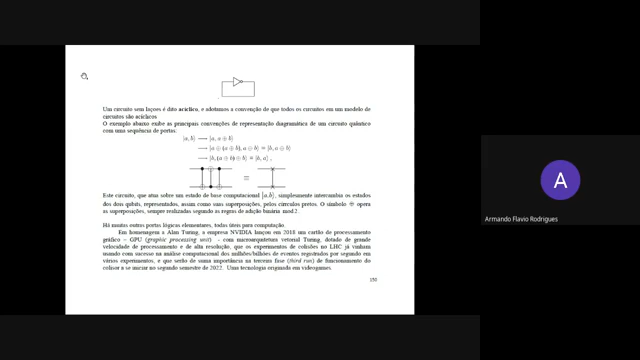 Um circuito sem laçoes é dito acíclico, e adotamos a convenção de que todos os circuitos em um modelo de
circuitos são acíclicos
O exemplo abaixo exibe as principais convenções de representação diagramática de um circuito quântico
com uma sequência de portas:
|a, b⟩ ⟶ |a, a ⊕ b⟩
⟶ |a ⊕ (a ⊕ b), a ⊕ b⟩ = |b, a ⊕ b⟩
⟶ |b, (a ⊕ b) ⊕ b⟩ = |b, a⟩ ,
=
Este circuito, que atua sobre um estado de base computacional |a,b⟩, simplesmente intercambia os estados
dos dois qubits, representados, assim como suas superposições, pelos círculos pretos. O símbolo ⊕ opera
as superposições, sempre realizadas segundo as regras de adição binária mod 2.
Há muitas outras portas lógicas elementares, todas úteis para computação.
Em homenagem a Alan Turing, a empresa NVIDIA lançou em 2018 um cartão de processamento
gráfico – GPU (graphic processing unit) - com microarquitetura vetorial Turing, dotado de grande
velocidade de processamento e de alta resolução, que os experimentos de colisões no LHC já vinham
usando com sucesso na análise computacional dos milhões/bilhões de eventos registrados por segundo em
vários experimentos, e que serão de suma importância na terceira fase (third run) de funcionamento do
colisor a se iniciar no segundo semestre de 2022. Uma tecnologia originada em videogames.
153
A
Armando Flavio Rodrigues